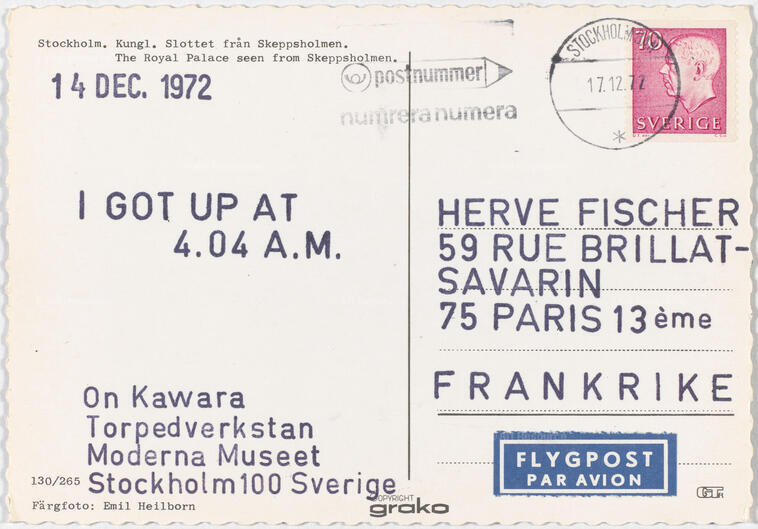 Stockholm. Kungl. Slottet från Skeppsholmen.
The Royal Palace seen from Skeppsholmen.
14 DEC. 1972
I GOT UP AT
4.04 A.M.
On Kawara
Torpedverkstan
Moderna Museet
Stockholm100 Sverige
130/265
Färgfoto: Emil Heilborn
COPYRIGHT
grako
postnummer
numrera numera
STOCKHOLM
17.12.72
70
SVERIGE
HERVE FISCHER
59 RUE BRILLAT-
SAVARIN
75 PARIS 13ème
FRANKRIKE
FLYGPOST
PAR AVION